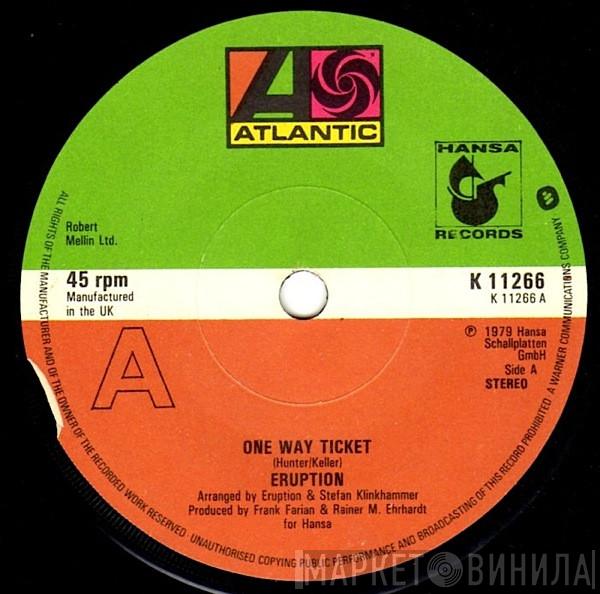 ATLANTIC
HANSA
RECORDS
Robert
Mellin Ltd.
45 rpm
Manufactured
in the UK
K 11266
K 11266 A
℗ 1979 Hansa
Schallplatten
GmbH
Side A
STEREO
A
ONE WAY TICKET
(Hunter/Keller)
ERUPTION
Arranged by Eruption & Stefan Klinkhammer
Produced by Frank Farian & Rainer M. Ehrhardt
for Hansa
ALL RIGHTS OF THE MANUFACTURER AND OF THE OWNER OF THE RECORDED WORK RESERVED. UNAUTHORISED COPYING PUBLIC PERFORMANCE AND BROADCASTING OF THIS RECORD PROHIBITED. A WARNER COMMUNICATIONS COMPANY
МАРКЕТ ВИНИЛА